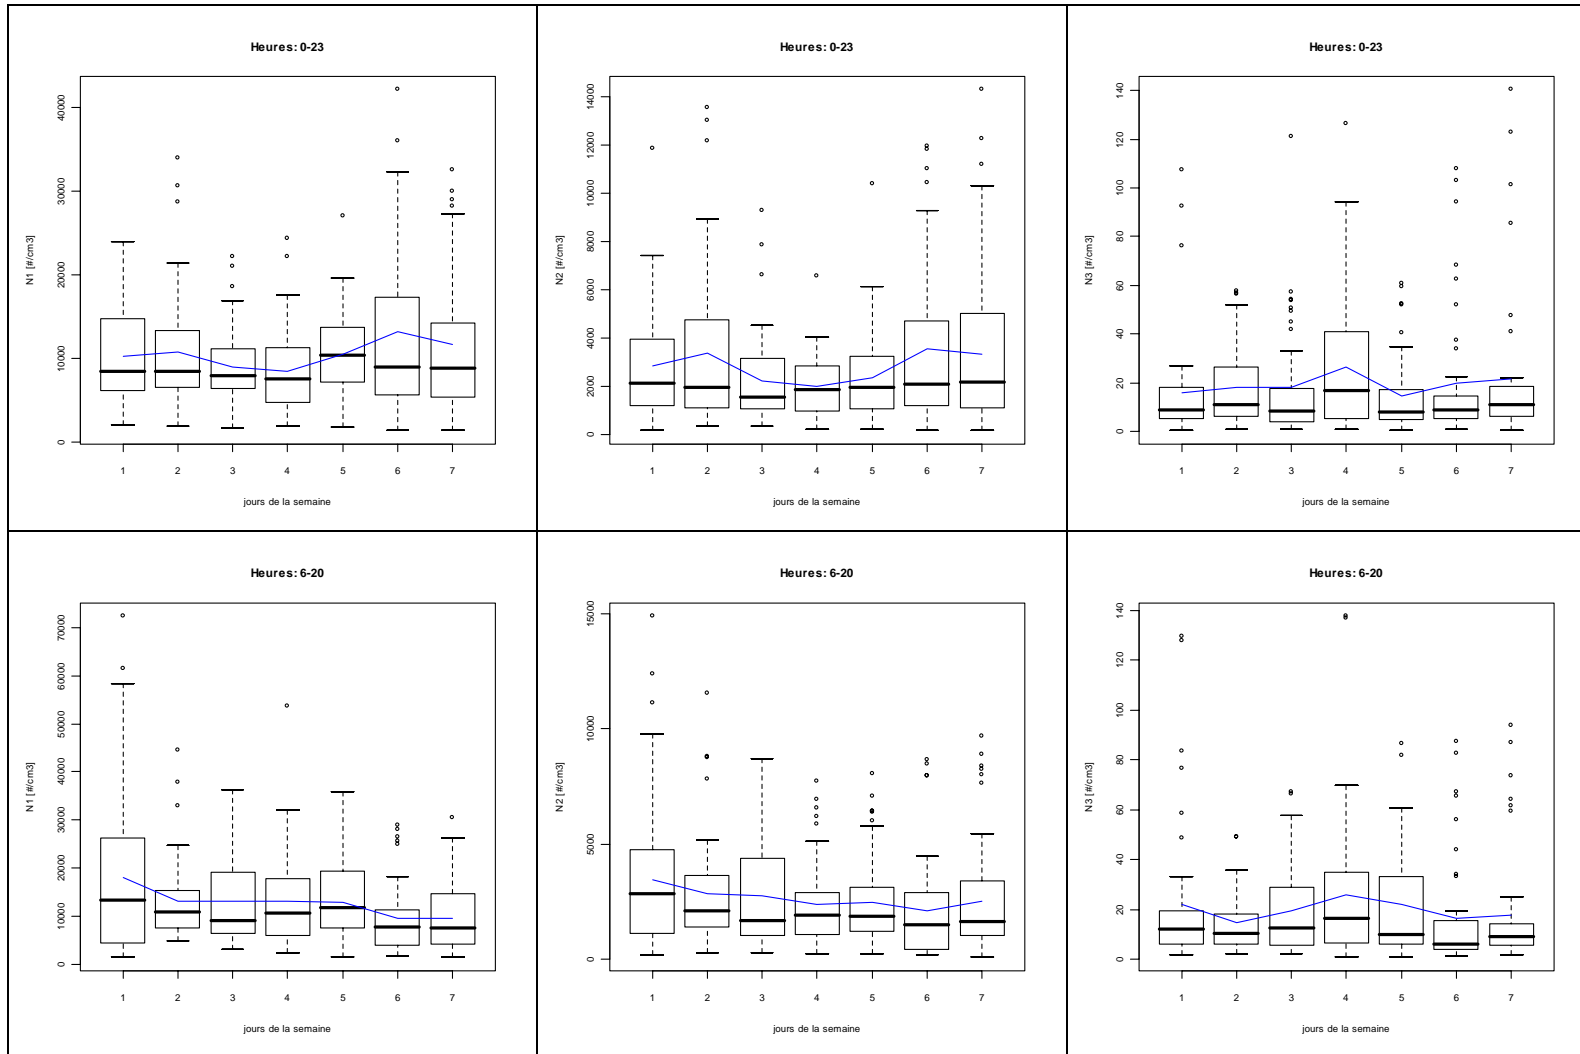 Heures: 0-23
N1 [#/cm3]
0
10000
20000
30000
40000
1 2 3 4 5 6 7
jours de la semaine
Heures: 0-23
N2 [#/cm3]
0
2000
4000
6000
8000
10000
12000
14000
1 2 3 4 5 6 7
jours de la semaine
Heures: 0-23
N3 [#/cm3]
0
20
40
60
80
100
120
140
1 2 3 4 5 6 7
jours de la semaine
Heures: 6-20
N1 [#/cm3]
0
10000
20000
30000
40000
50000
60000
70000
1 2 3 4 5 6 7
jours de la semaine
Heures: 6-20
N2 [#/cm3]
0
5000
10000
15000
1 2 3 4 5 6 7
jours de la semaine
Heures: 6-20
N3 [#/cm3]
0
20
40
60
80
100
120
140
1 2 3 4 5 6 7
jours de la semaine